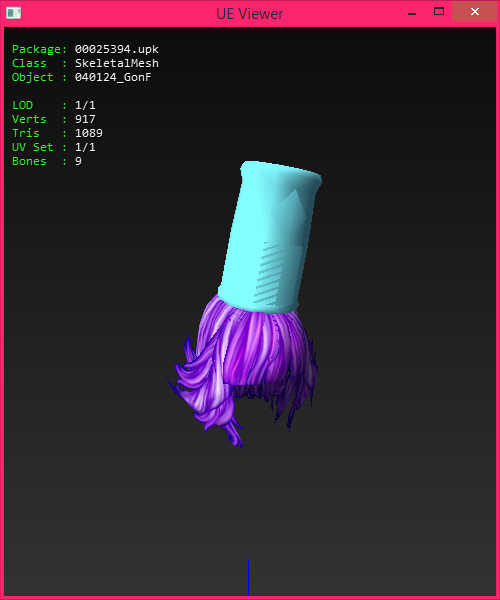 UE Viewer
Package: 00025394.upk
Class : SkeletalMesh
Object : 040124_GonF
LOD : 1/1
Verts : 917
Tris : 1089
UV Set : 1/1
Bones : 9